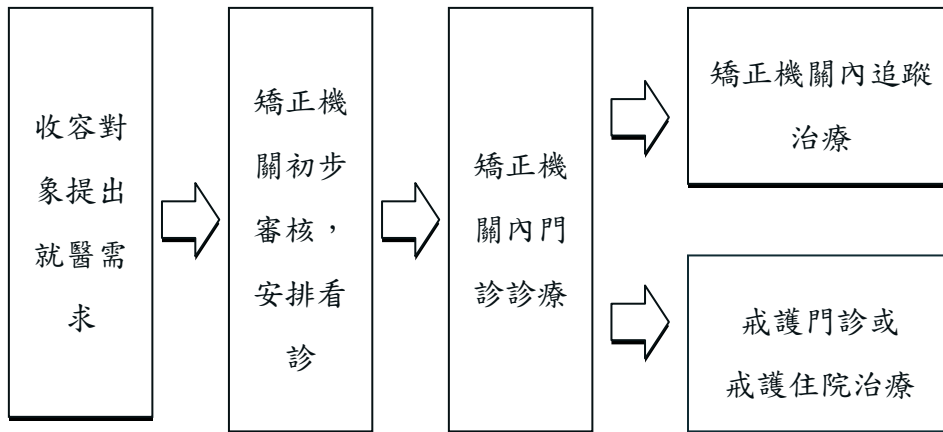 收容對
象提出
就醫需
求
矯正機
關初步
審核，
安排看
診
矯正機
關內門
診診療
矯正機關內追蹤
治療
戒護門診或
戒護住院治療